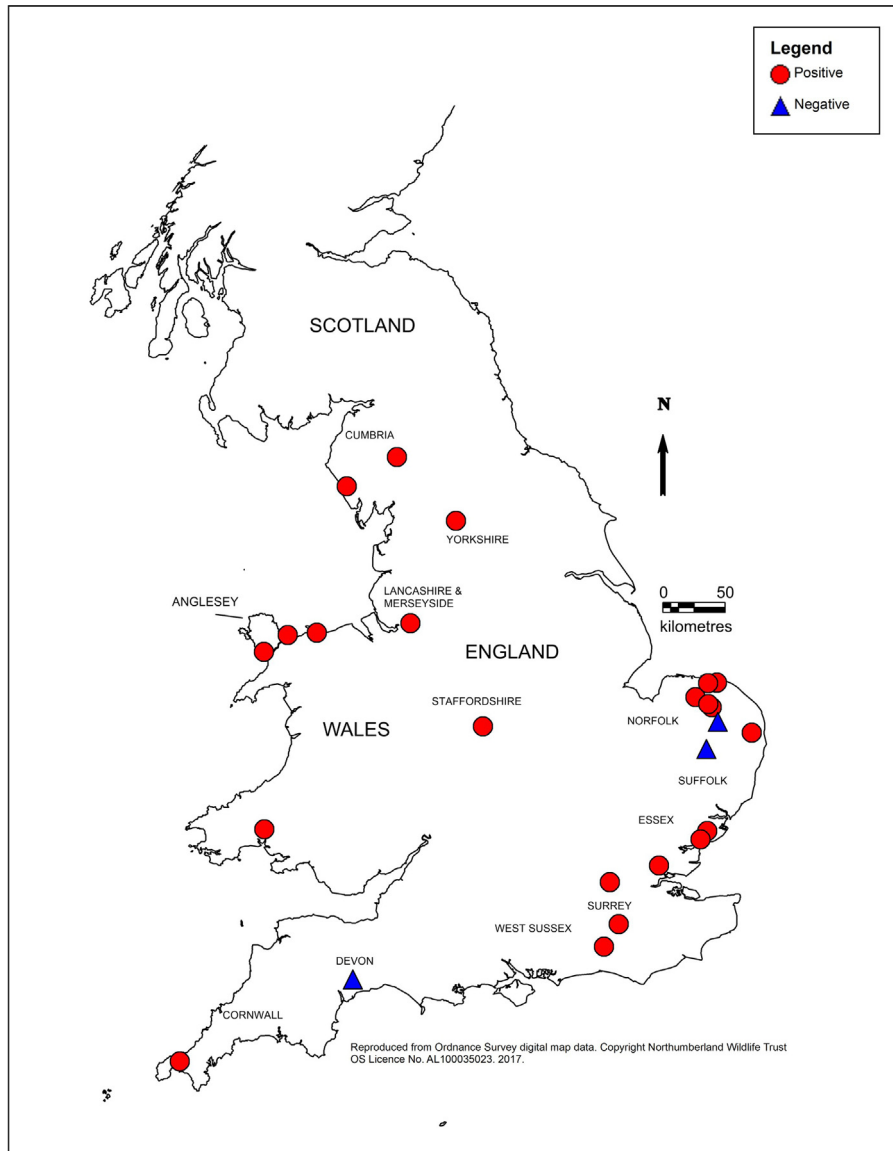 Legend
Positive
Negative
SCOTLAND
N
CUMBRIA
YORKSHIRE
0 50
kilometres
LANCASHIRE &
MERSEYSIDE
ANGLESEY
ENGLAND
STAFFORDSHIRE
NORFOLK
WALES
SUFFOLK
ESSEX
SURREY
WEST SUSSEX
DEVON
CORNWALL
Reproduced from Ordnance Survey digital map data. Copyright Northumberland Wildlife Trust
OS Licence No. AL100035023. 2017.